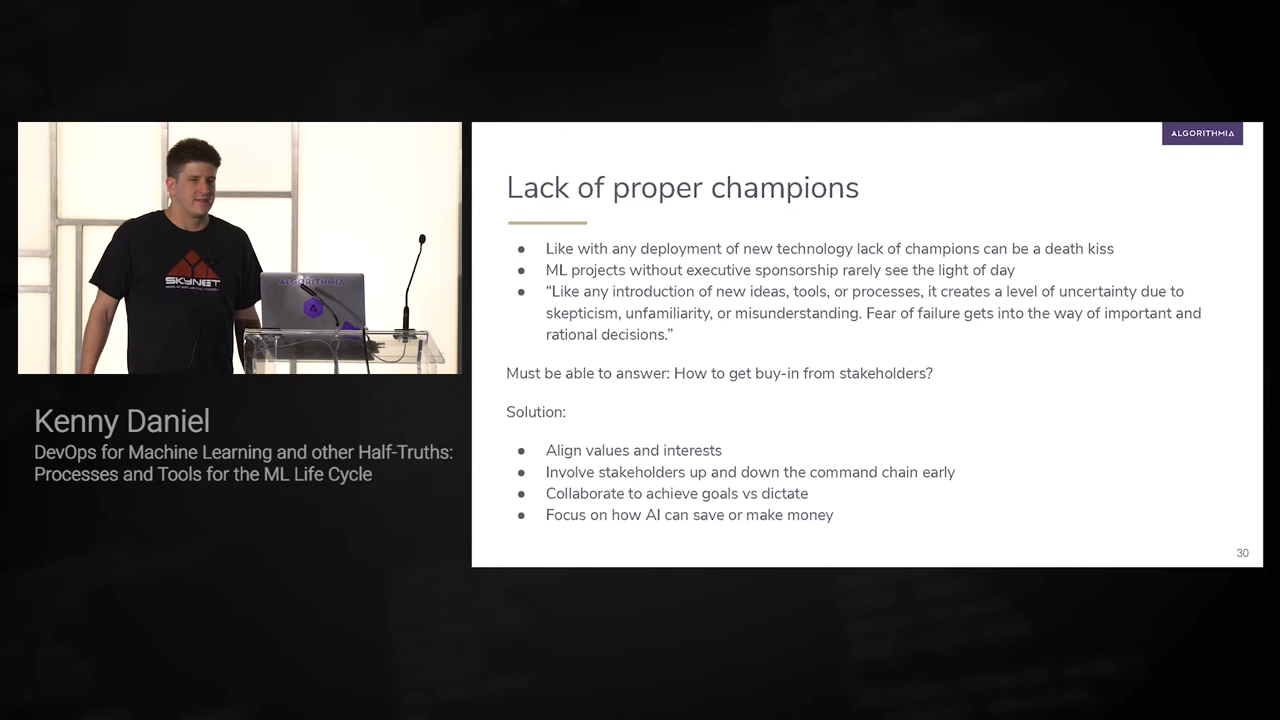 ALGORITHMIA
Lack of proper champions
● Like with any deployment of new technology lack of champions can be a death kiss
● ML projects without executive sponsorship rarely see the light of day
● “Like any introduction of new ideas, tools, or processes, it creates a level of uncertainty due to
skepticism, unfamiliarity, or misunderstanding. Fear of failure gets into the way of important and
rational decisions.”
Must be able to answer: How to get buy-in from stakeholders?
Solution:
● Align values and interests
● Involve stakeholders up and down the command chain early
● Collaborate to achieve goals vs dictate
● Focus on how AI can save or make money
30
SKYNET
ALGORITHMIA
Kenny Daniel
DevOps for Machine Learning and other Half-Truths:
Processes and Tools for the ML Life Cycle